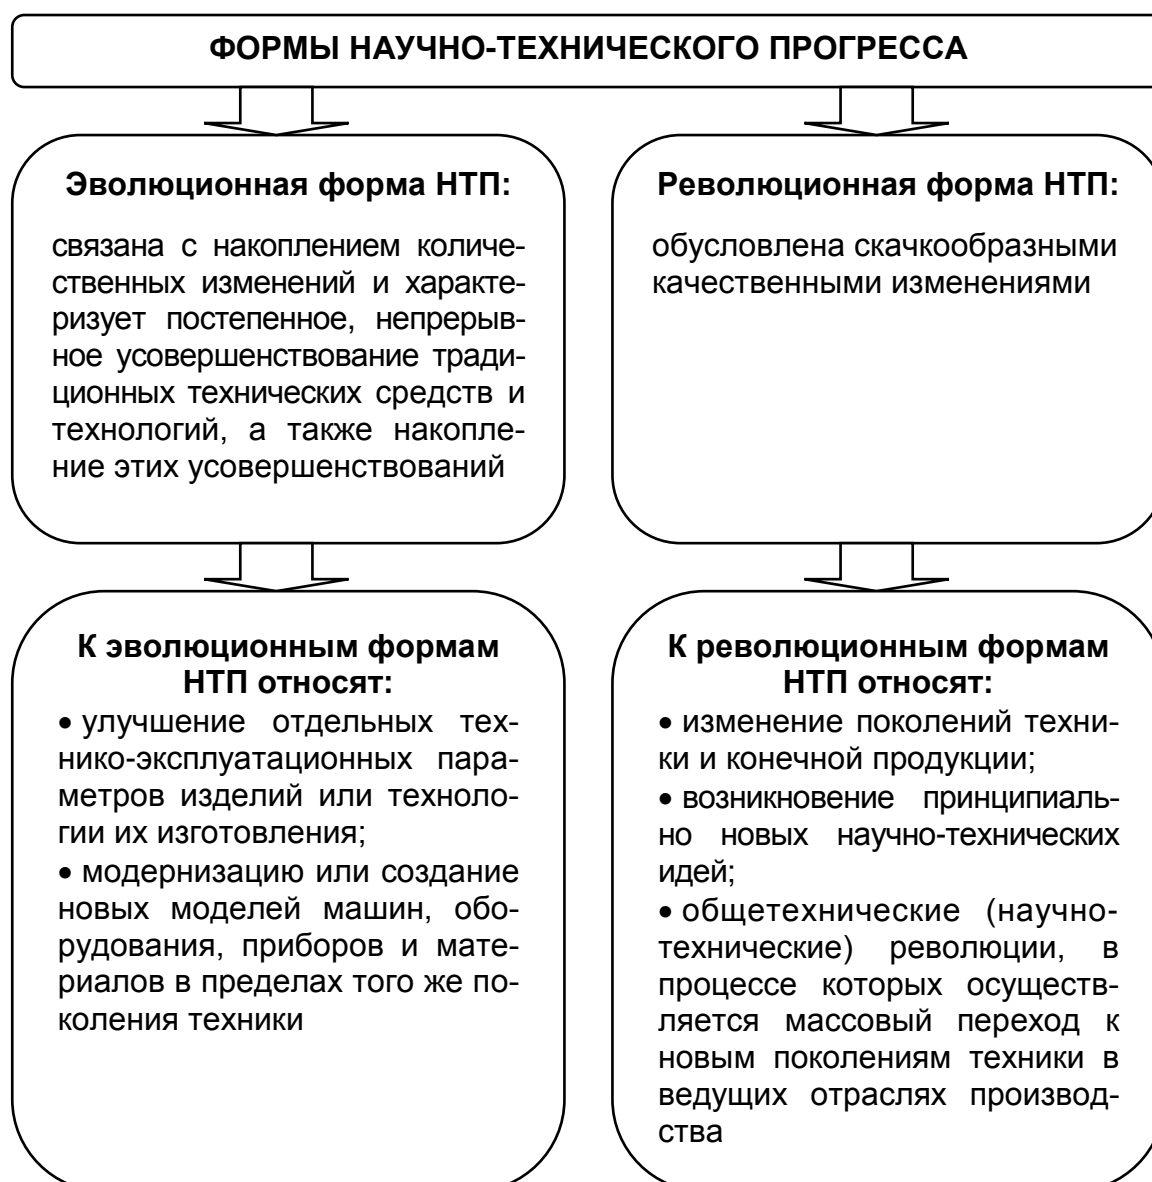 ФОРМЫ НАУЧНО-ТЕХНИЧЕСКОГО ПРОГРЕССА
Эволюционная форма НТП:
связана с накоплением количе-
ственных изменений и характе-
ризует постепенное, непрерыв-
ное усовершенствование тради-
ционных технических средств и
технологий, а также накопле-
ние этих усовершенствований
Революционная форма НТП:
обусловлена скачкообразными
качественными изменениями
К эволюционным формам
НТП относят:
• улучшение отдельных тех-
нико-эксплуатационных пара-
метров изделий или техноло-
гии их изготовления;
• модернизацию или создание
новых моделей машин, обо-
рудования, приборов и мате-
риалов в пределах того же по-
коления техники
К революционным формам
НТП относят:
• изменение поколений техни-
ки и конечной продукции;
• возникновение принципиаль-
но новых научно-технических
идей;
• общетехнические (научно-
технические) революции, в
процессе которых осуществ-
ляется массовый переход к
новым поколениям техники в
ведущих отраслях производ-
ства